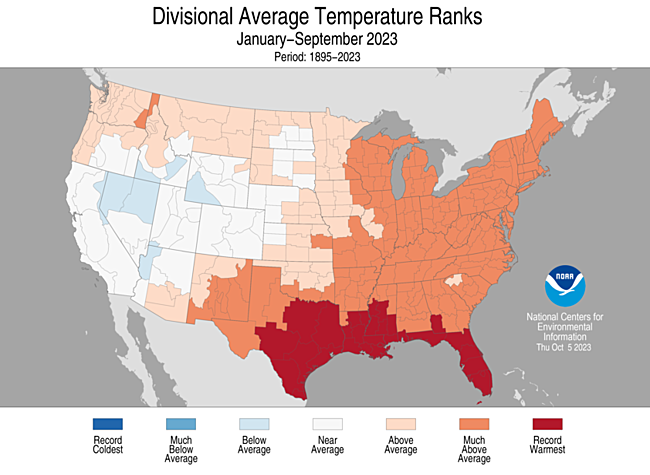 Divisional Average Temperature Ranks
January–September 2023
Period: 1895–2023
NOAA
National Centers for
Environmental
Information
Thu Oct 5 2023
Record
Coldest
Much
Below
Average
Below
Average
Near
Average
Above
Average
Much
Above
Average
Record
Warmest